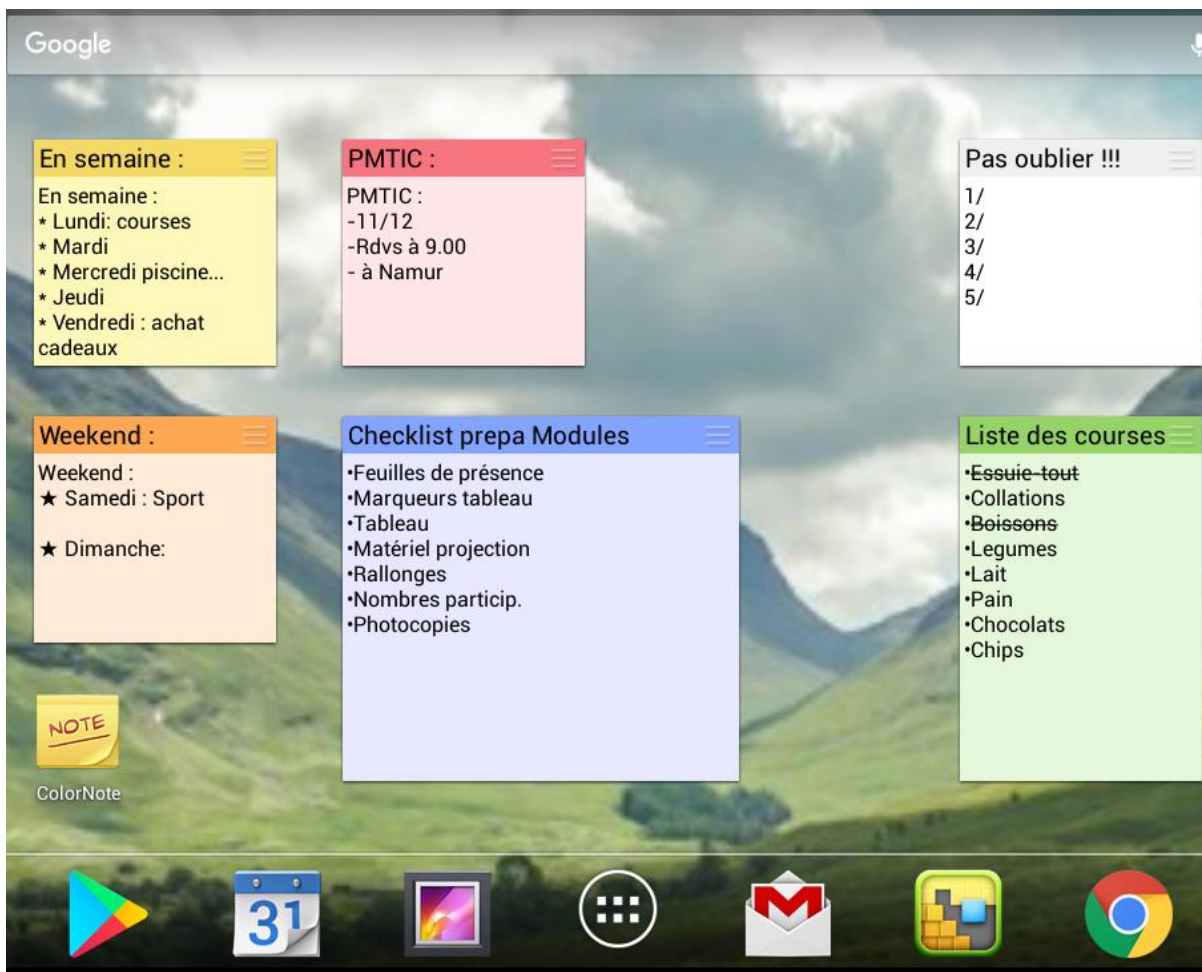 Google
En semaine :
En semaine :
* Lundi: courses
* Mardi
* Mercredi piscine...
* Jeudi
* Vendredi : achat
cadeaux
PMTIC :
PMTIC :
-11/12
-Rdvs à 9.00
- à Namur
Pas oublier !!!
1/
2/
3/
4/
5/
Weekend :
Weekend :
★ Samedi : Sport
★ Dimanche:
Checklist prepa Modules
•Feuilles de présence
•Marqueurs tableau
•Tableau
•Matériel projection
•Rallonges
•Nombres particip.
•Photocopies
Liste des courses
•Essuie-tout
•Collations
•Boissons
•Legumes
•Lait
•Pain
•Chocolats
•Chips
NOTE
ColorNote
31